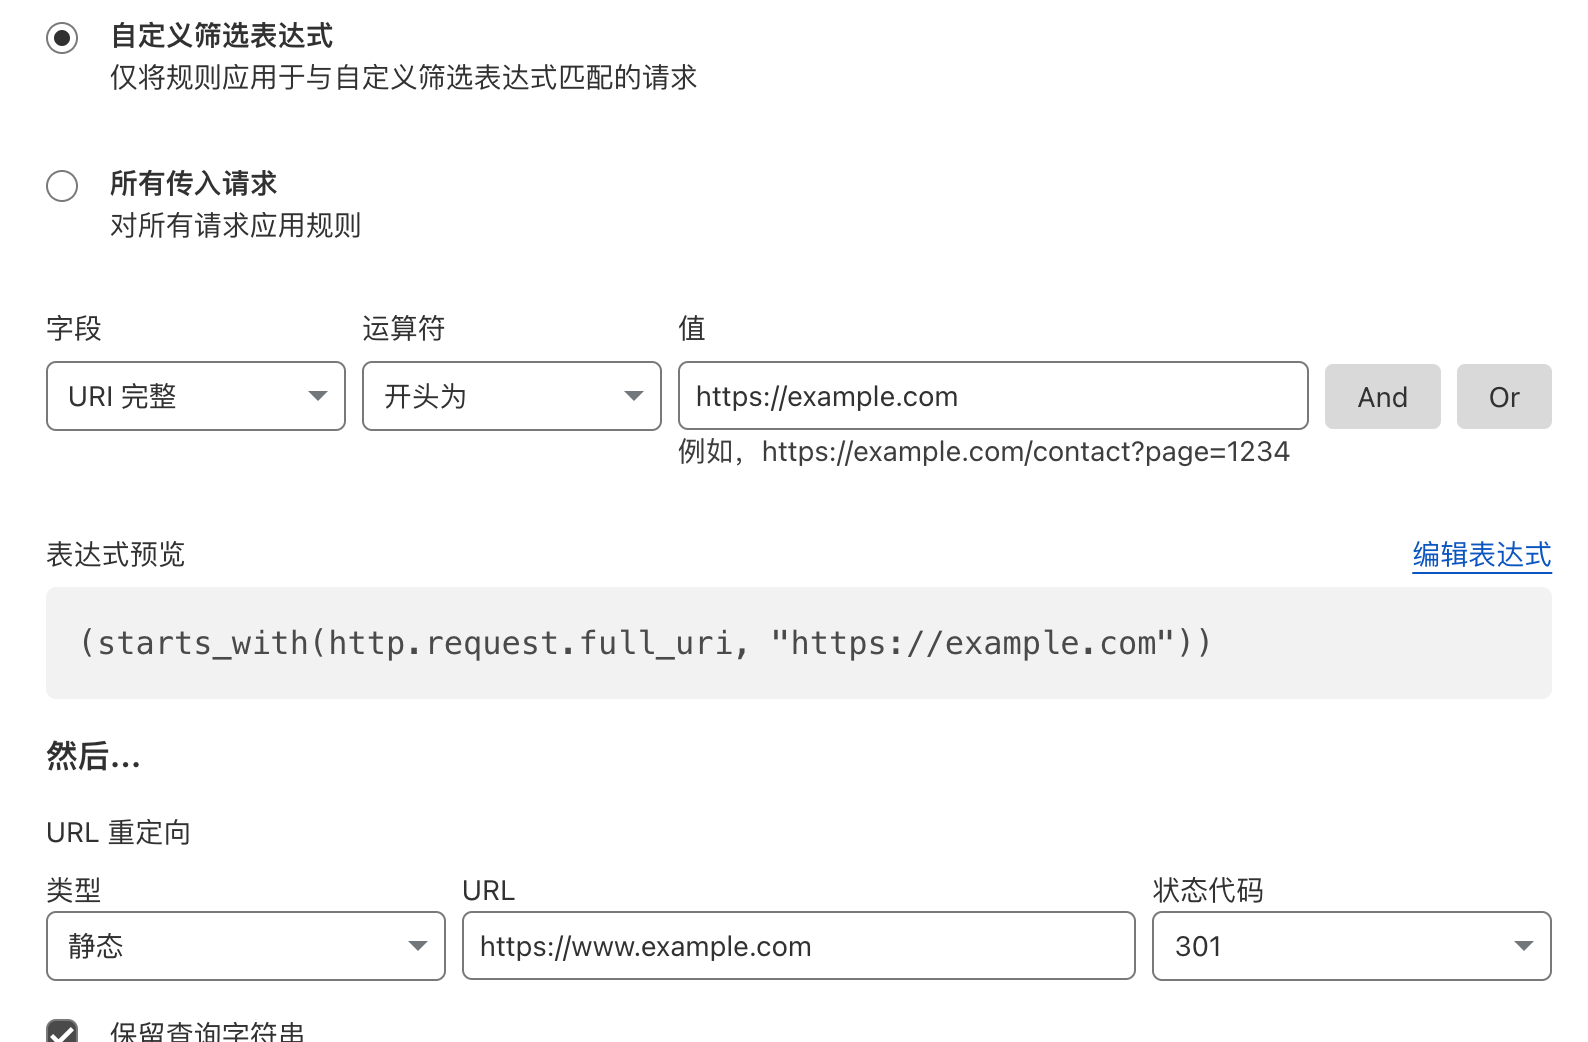 自定义筛选表达式
仅将规则应用于与自定义筛选表达式匹配的请求
所有传入请求
对所有请求应用规则
字段 运算符 值
URI 完整 开头为 https://example.com And Or
例如，https://example.com/contact?page=1234
表达式预览 编辑表达式
(starts_with(http.request.full_uri, "https://example.com"))
然后...
URL 重定向
类型 URL 状态代码
静态 https://www.example.com 301
保留查询字符串